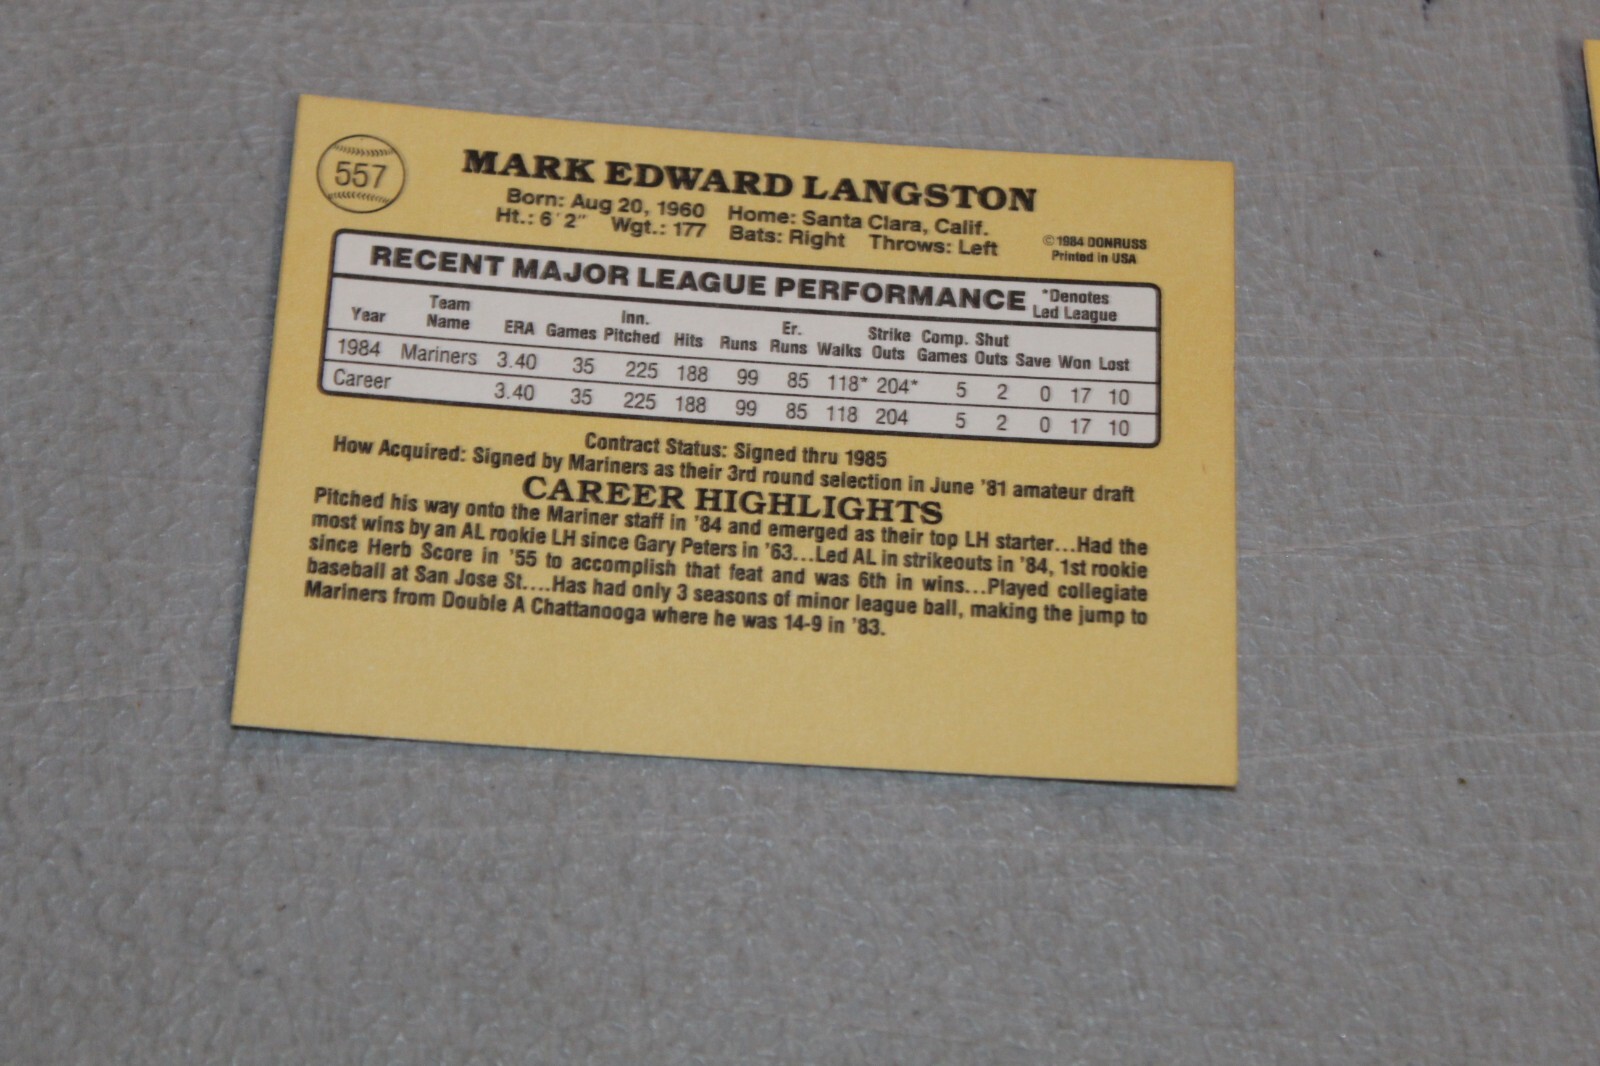 557
MARK EDWARD LANGSTON
Born: Aug 20, 1960 Home: Santa Clara, Calif.
Ht.: 6' 2" Wgt.: 177 Bats: Right Throws: Left
©1984 DONRUSS
Printed in USA
RECENT MAJOR LEAGUE PERFORMANCE *Denotes Led League
Year Team Name ERA Games Inn. Pitched Hits Runs Er. Runs Walks Strike Outs Comp. Games Shut Outs Save Won Lost
1984 Mariners 3.40 35 225 188 99 85 118* 204* 5 2 0 17 10
Career 3.40 35 225 188 99 85 118 204 5 2 0 17 10
Contract Status: Signed thru 1985
How Acquired: Signed by Mariners as their 3rd round selection in June '81 amateur draft
CAREER HIGHLIGHTS
Pitched his way onto the Mariner staff in '84 and emerged as their top LH starter...Had the
most wins by an AL rookie LH since Gary Peters in '63...Led AL in strikeouts in '84, 1st rookie
since Herb Score in '55 to accomplish that feat and was 6th in wins...Played collegiate
baseball at San Jose St....Has had only 3 seasons of minor league ball, making the jump to
Mariners from Double A Chattanooga where he was 14-9 in '83.